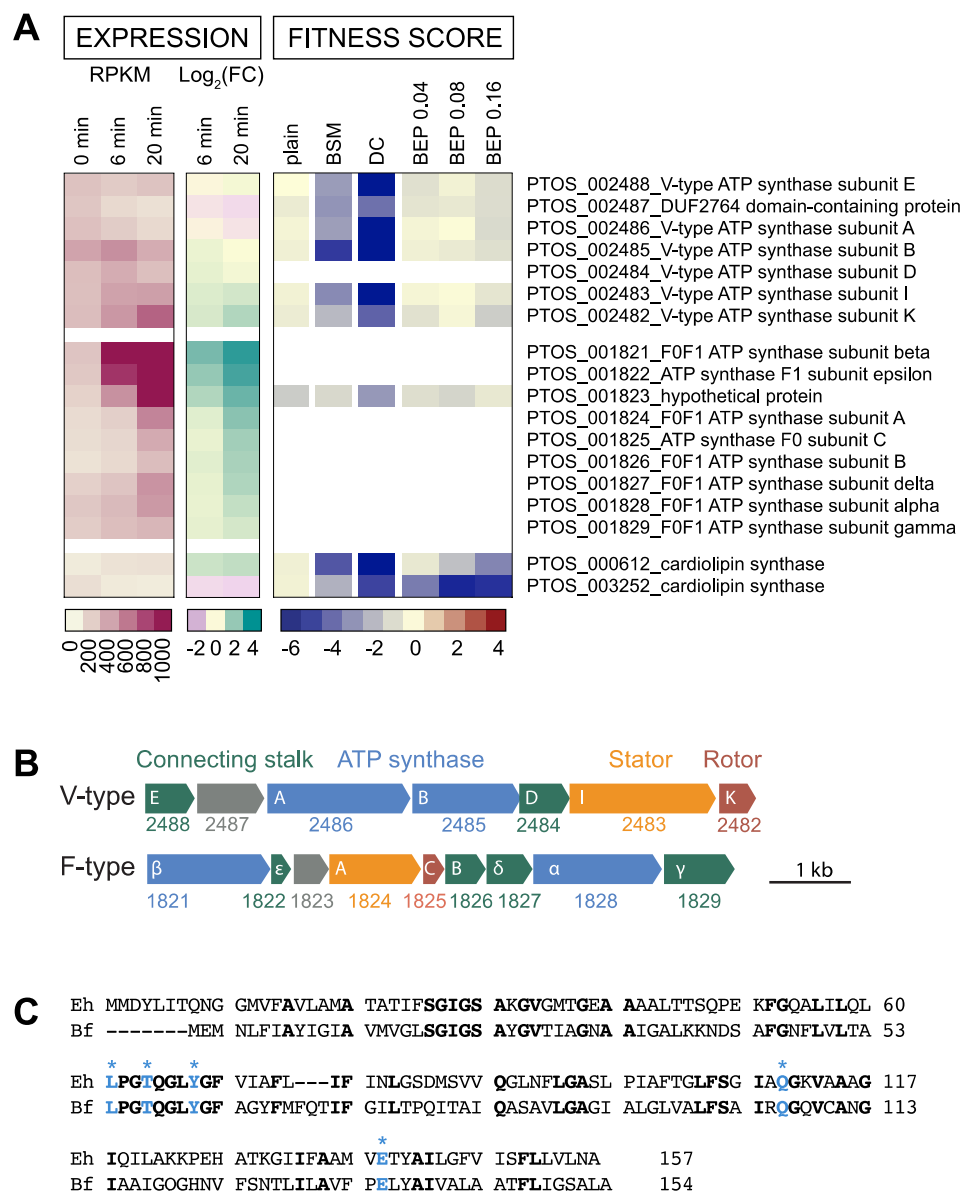 A
EXPRESSION FITNESS SCORE
RPKM Log2(FC)
0 min 6 min 20 min 6 min 20 min plain BSM DC BEP 0.04 BEP 0.08 BEP 0.16
PTOS_002488_V-type ATP synthase subunit E
PTOS_002487_DUF2764 domain-containing protein
PTOS_002486_V-type ATP synthase subunit A
PTOS_002485_V-type ATP synthase subunit B
PTOS_002484_V-type ATP synthase subunit D
PTOS_002483_V-type ATP synthase subunit I
PTOS_002482_V-type ATP synthase subunit K
PTOS_001821_F0F1 ATP synthase subunit beta
PTOS_001822_ATP synthase F1 subunit epsilon
PTOS_001823_hypothetical protein
PTOS_001824_F0F1 ATP synthase subunit A
PTOS_001825_ATP synthase F0 subunit C
PTOS_001826_F0F1 ATP synthase subunit B
PTOS_001827_F0F1 ATP synthase subunit delta
PTOS_001828_F0F1 ATP synthase subunit alpha
PTOS_001829_F0F1 ATP synthase subunit gamma
PTOS_000612_cardiolipin synthase
PTOS_003252_cardiolipin synthase
0 200 400 600 800 1000 -2 0 2 4 -6 -4 -2 0 2 4
B
Connecting stalk ATP synthase Stator Rotor
V-type E A B D I K
2488 2487 2486 2485 2484 2483 2482
F-type β ε A C B δ α γ
1821 1822 1823 1824 1825 1826 1827 1828 1829
1 kb
C
Eh MMDYLITQNG GMVFAVLAMA TATIFSGIGS AKGVGMTGEA AAALTTSQPE KFGQALILQL 60
Bf -------MEM NLFIAYIGIA VMVGLSGIGS AYGVTIAGNA AIGALKKNDS AFGNFLVLTA 53
* * * *
Eh LPGTQGLYGF VIAFL---IF INLGSDMSVV QGLNFLGASL PIAFTGLFSG IAQGKVAAAG 117
Bf LPGTQGLYGF AGYFMFQTIF GILTPQITAI QASAVLGAGI ALGLVALFSA IRQGQVCANG 113
*
Eh IQILAKKPEH ATKGIIFAAM VETYAILGFV ISFLLVLNA 157
Bf IAAIGOGHNV FSNTLILAVF PELYAIVALA ATFLIGSALA 154